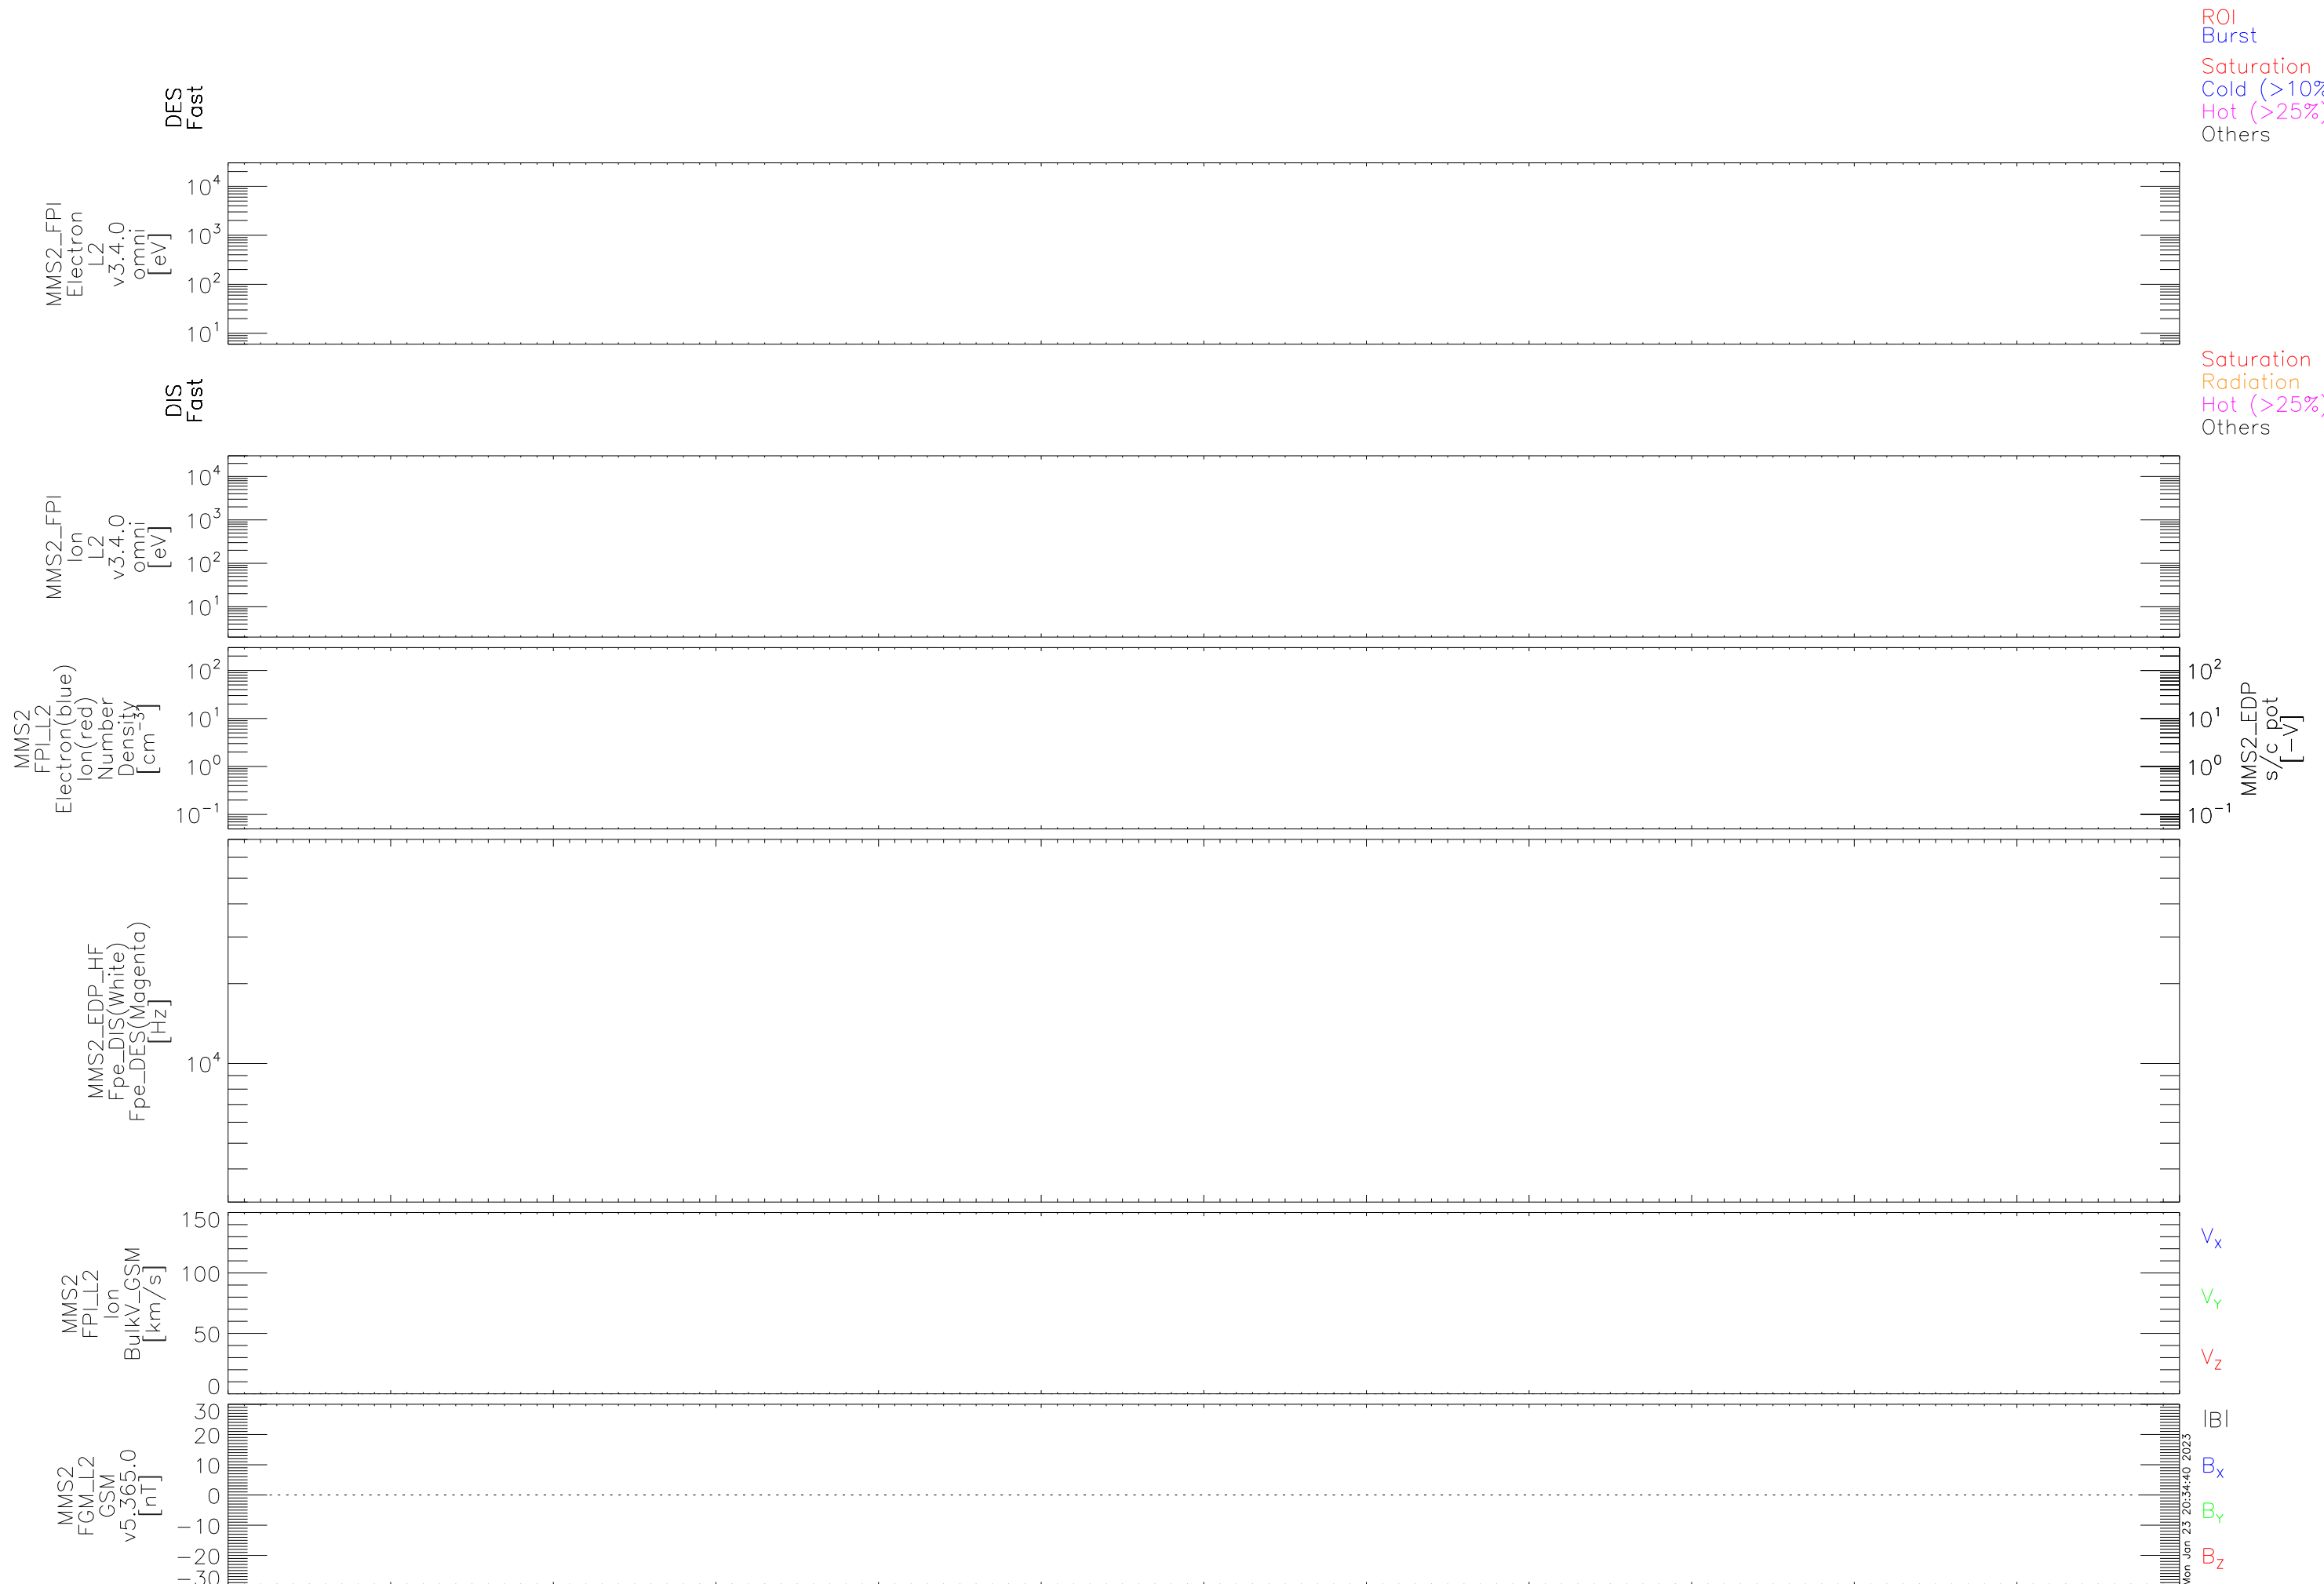 ROI
Burst
Saturation
Cold (>10%
Hot (>25%)
Others
DES
Fast
MMS2_FPI
Electron
L2
v3.4.0
omni
[eV]
10^4
10^3
10^2
10^1
Saturation
Radiation
Hot (>25%)
Others
DIS
Fast
MMS2_FPI
Ion
L2
v3.4.0
omni
[eV]
10^4
10^3
10^2
10^1
MMS2
FPI_L2
Electron(blue)
Ion(red)
Number
Density
[cm^-3]
10^2
10^1
10^0
10^-1
10^2
10^1
10^0
10^-1
MMS2_EDP
s/c pot
[-V]
MMS2_EDP_HF
Fpe_DIS(White)
Fpe_DES(Magenta)
[Hz]
10^4
MMS2
FPI_L2
Ion
BulkV_GSM
[km/s]
150
100
50
0
V_X
V_Y
V_Z
MMS2
FGM_L2
GSM
v5.365.0
[nT]
30
20
10
0
-10
-20
-30
|B|
B_X
B_Y
B_Z
Mon Jan 23 20:34:40 2023